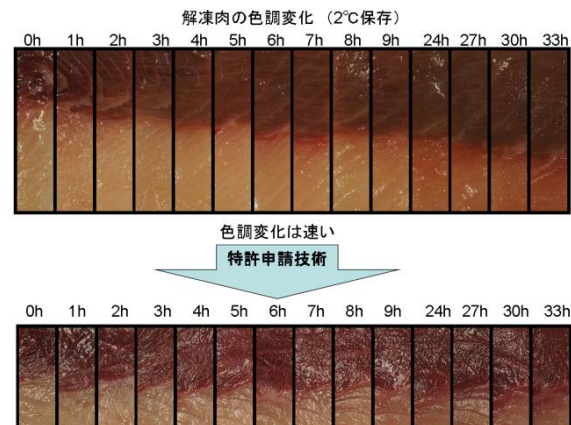 解凍肉の色調変化 （2℃保存）
0h 1h 2h 3h 4h 5h 6h 7h 8h 9h 24h 27h 30h 33h
色調変化は速い
特許申請技術
0h 1h 2h 3h 4h 5h 6h 7h 8h 9h 24h 27h 30h 33h